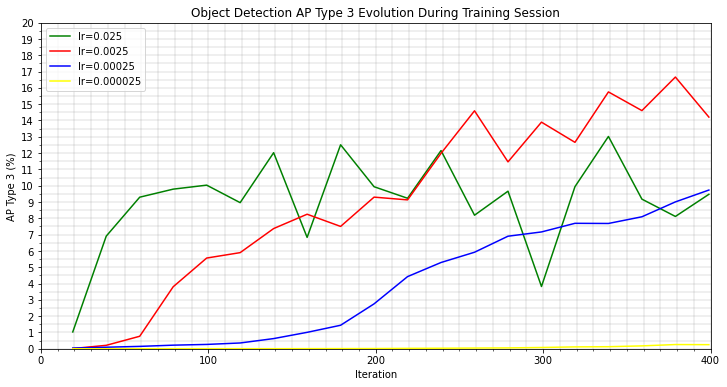 Object Detection AP Type 3 Evolution During Training Session
lr=0.025
lr=0.0025
lr=0.00025
lr=0.000025
AP Type 3 (%)
20
19
18
17
16
15
14
13
12
11
10
9
8
7
6
5
4
3
2
1
0
0 100 200 300 400
Iteration